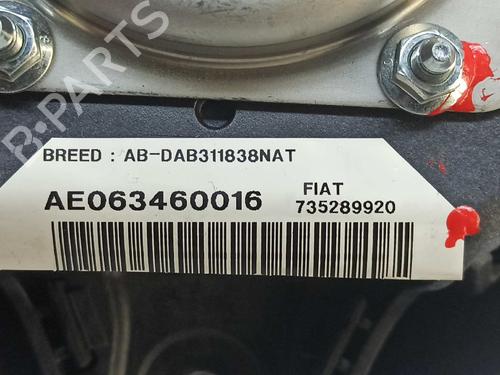 BREED : AB-DAB311838NAT
AE063460016
FIAT
735289920
B-PARTS